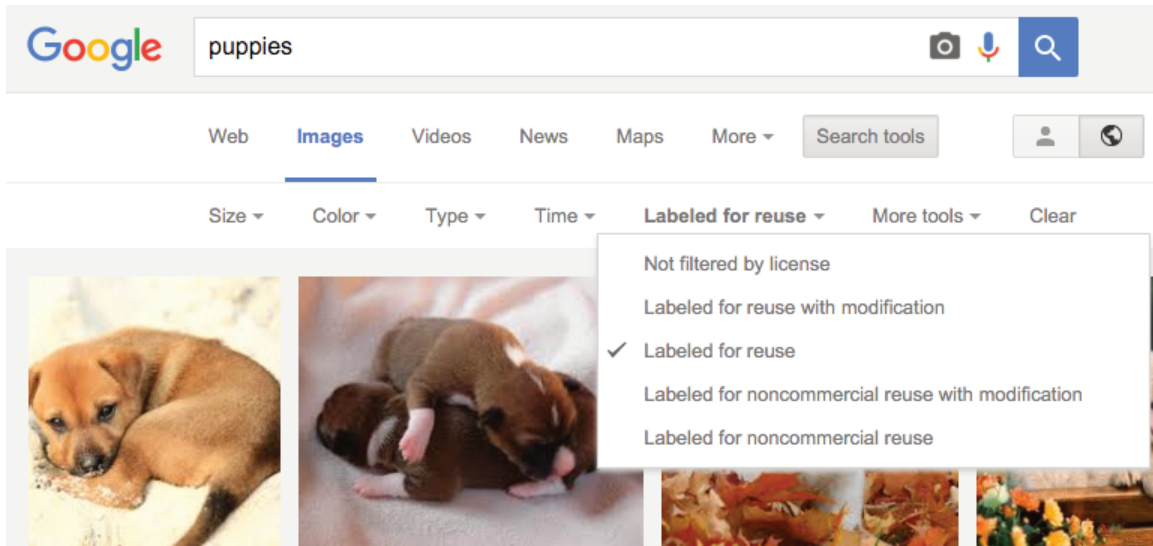 Google puppies
Web Images Videos News Maps More Search tools
Size Color Type Time Labeled for reuse More tools Clear
Not filtered by license
Labeled for reuse with modification
Labeled for reuse
Labeled for noncommercial reuse with modification
Labeled for noncommercial reuse